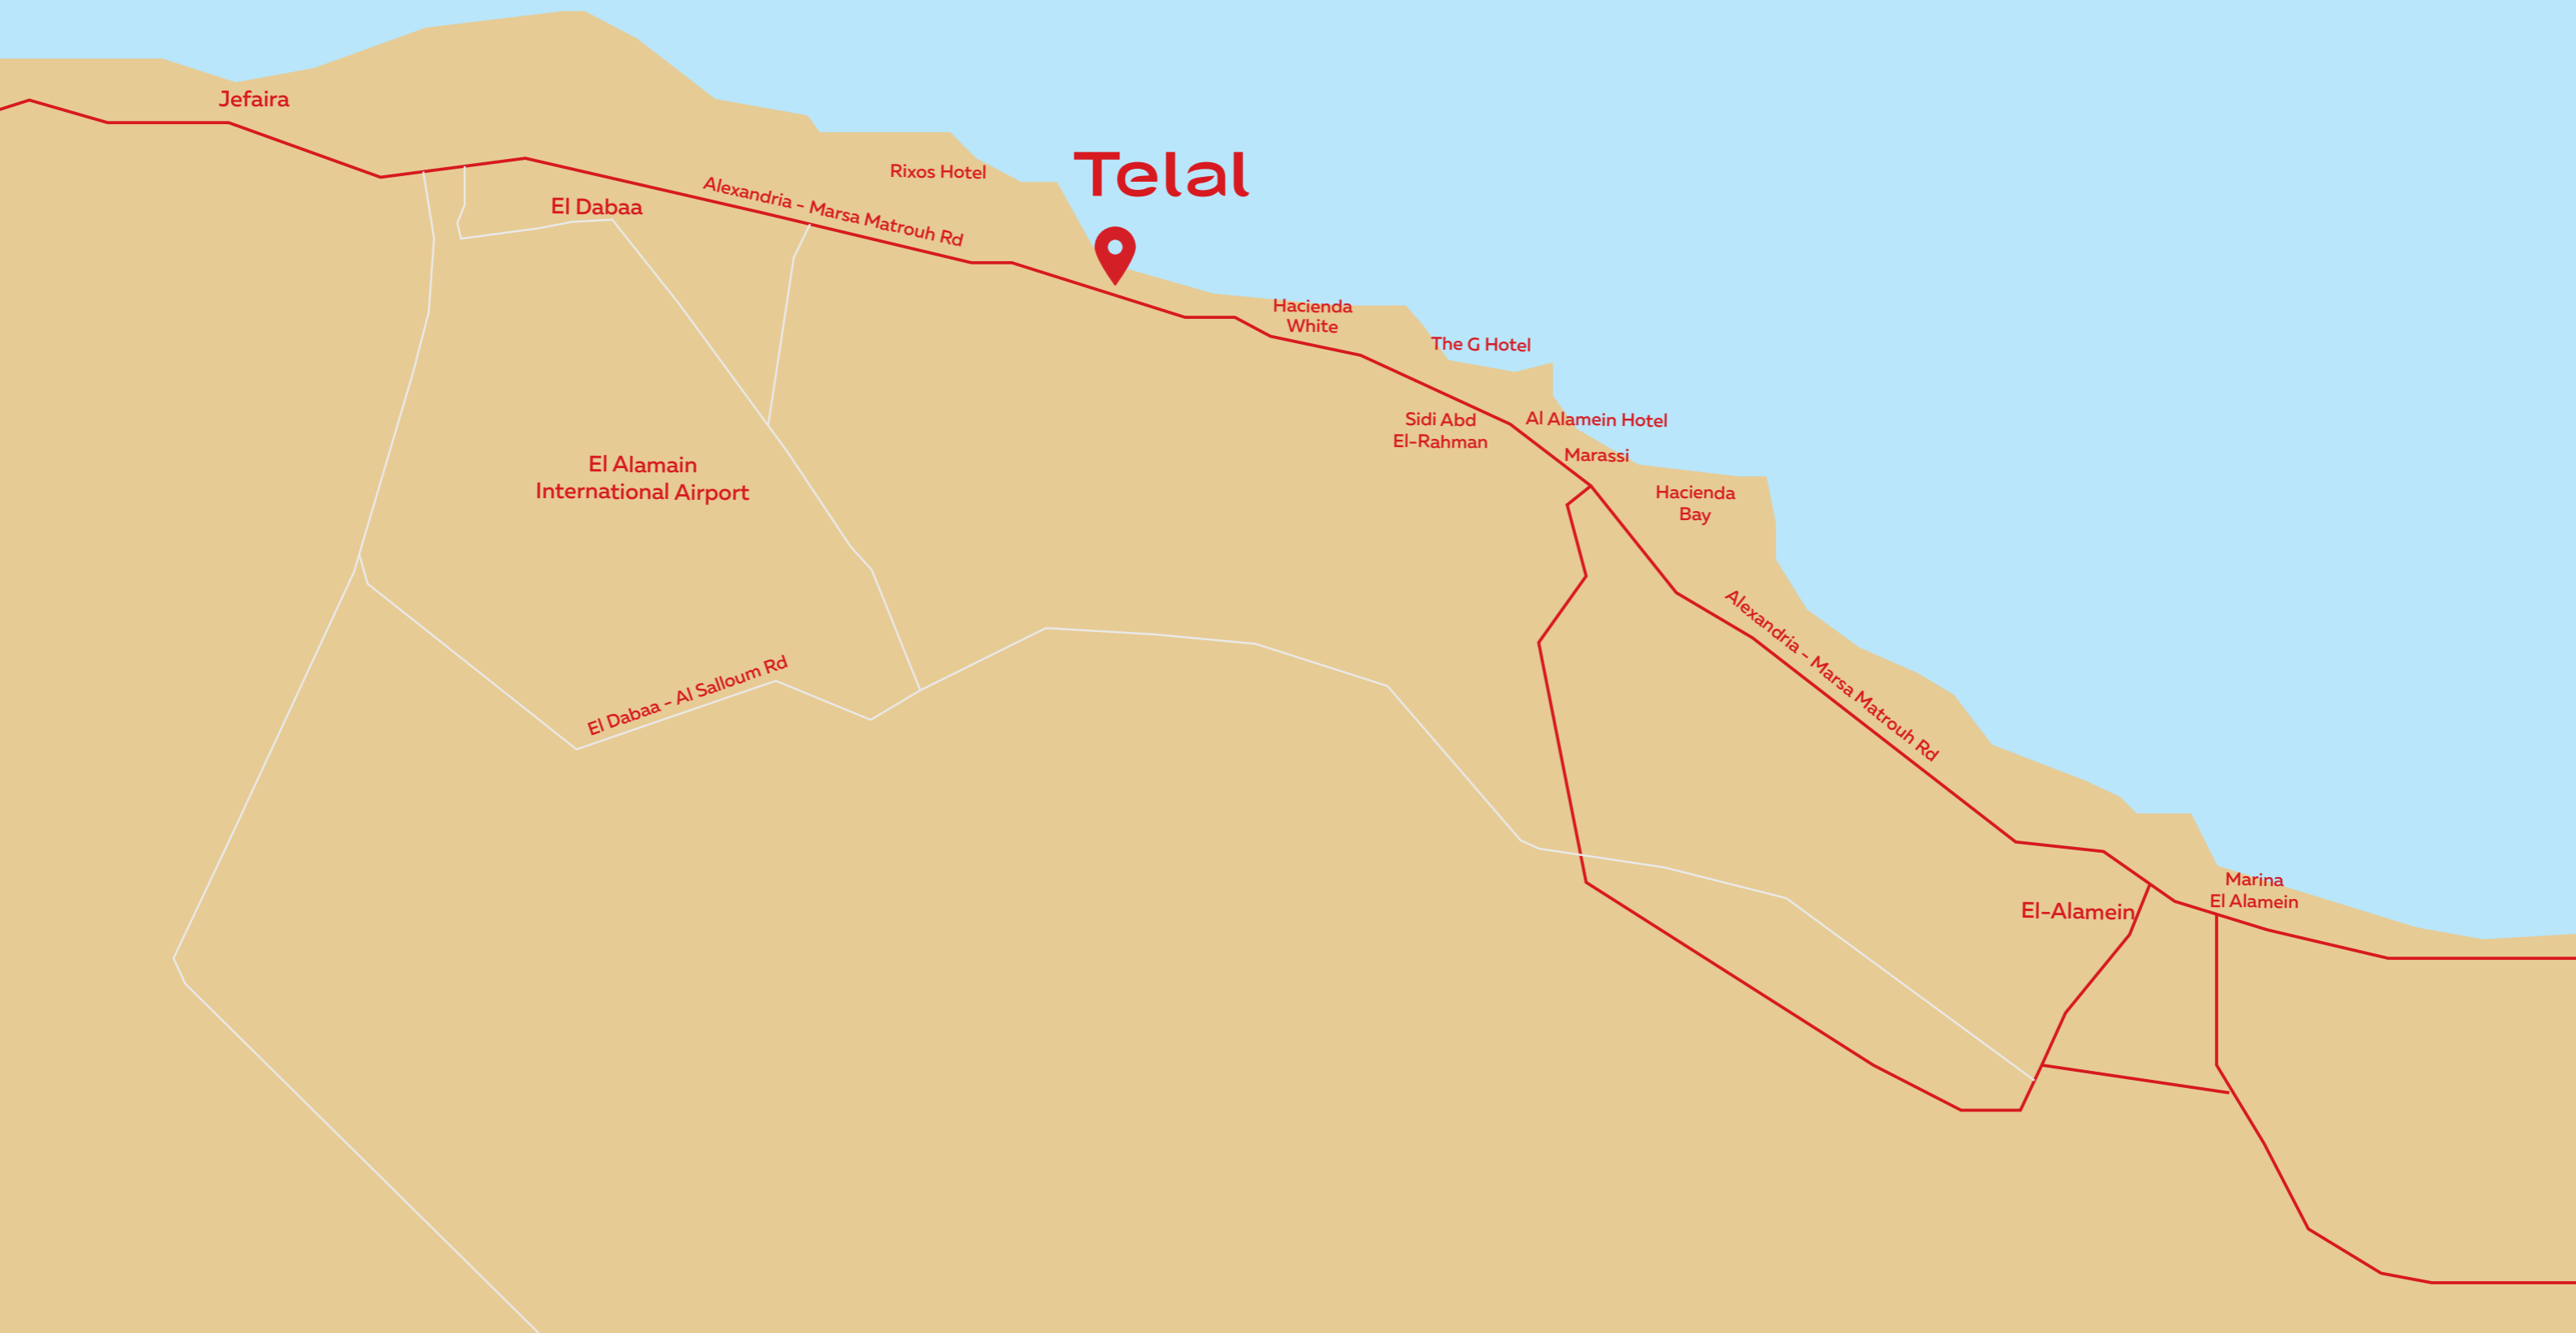 Jefaira
Telal
Rixos Hotel
Alexandria - Marsa Matrouh Rd
El Dabaa
Hacienda
White
The G Hotel
Sidi Abd
El-Rahman
Al Alamein Hotel
Marassi
El Alamain
International Airport
Hacienda
Bay
Alexandria - Marsa Matrouh Rd
El Dabaa - Al Salloum Rd
El-Alamein
Marina
El Alamein